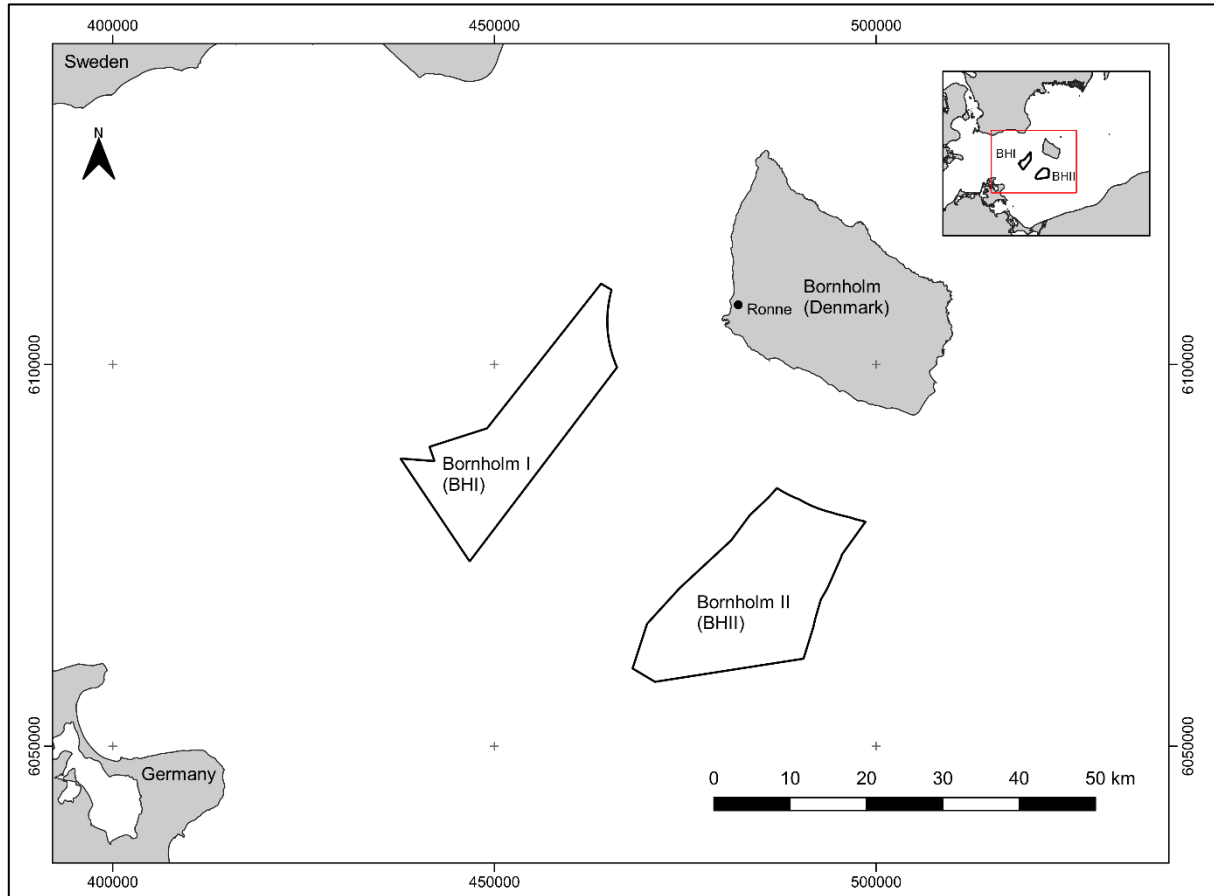 400000
450000
500000
Sweden
N
BHI
BHII
Bornholm
(Denmark)
Ronne
6100000
6100000
Bornholm I
(BHI)
Bornholm II
(BHII)
6050000
6050000
Germany
0 10 20 30 40 50 km
400000
450000
500000